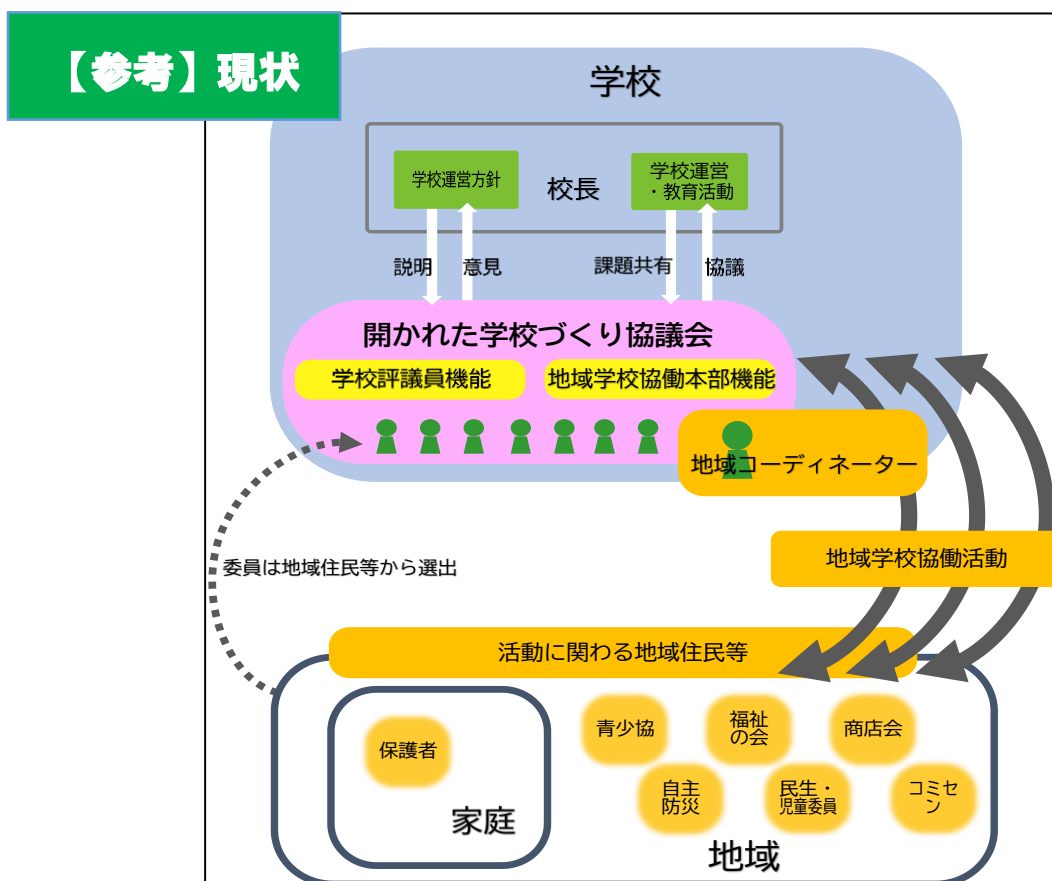 【参考】現状
学校
学校運営方針
校長
学校運営
・教育活動
説明
意見
課題共有
協議
開かれた学校づくり協議会
学校評議員機能
地域学校協働本部機能
地域コーディネーター
委員は地域住民等から選出
地域学校協働活動
活動に関わる地域住民等
保護者
家庭
青少協
福祉
の会
商店会
自主
防災
民生・
児童委員
コミセ
ン
地域